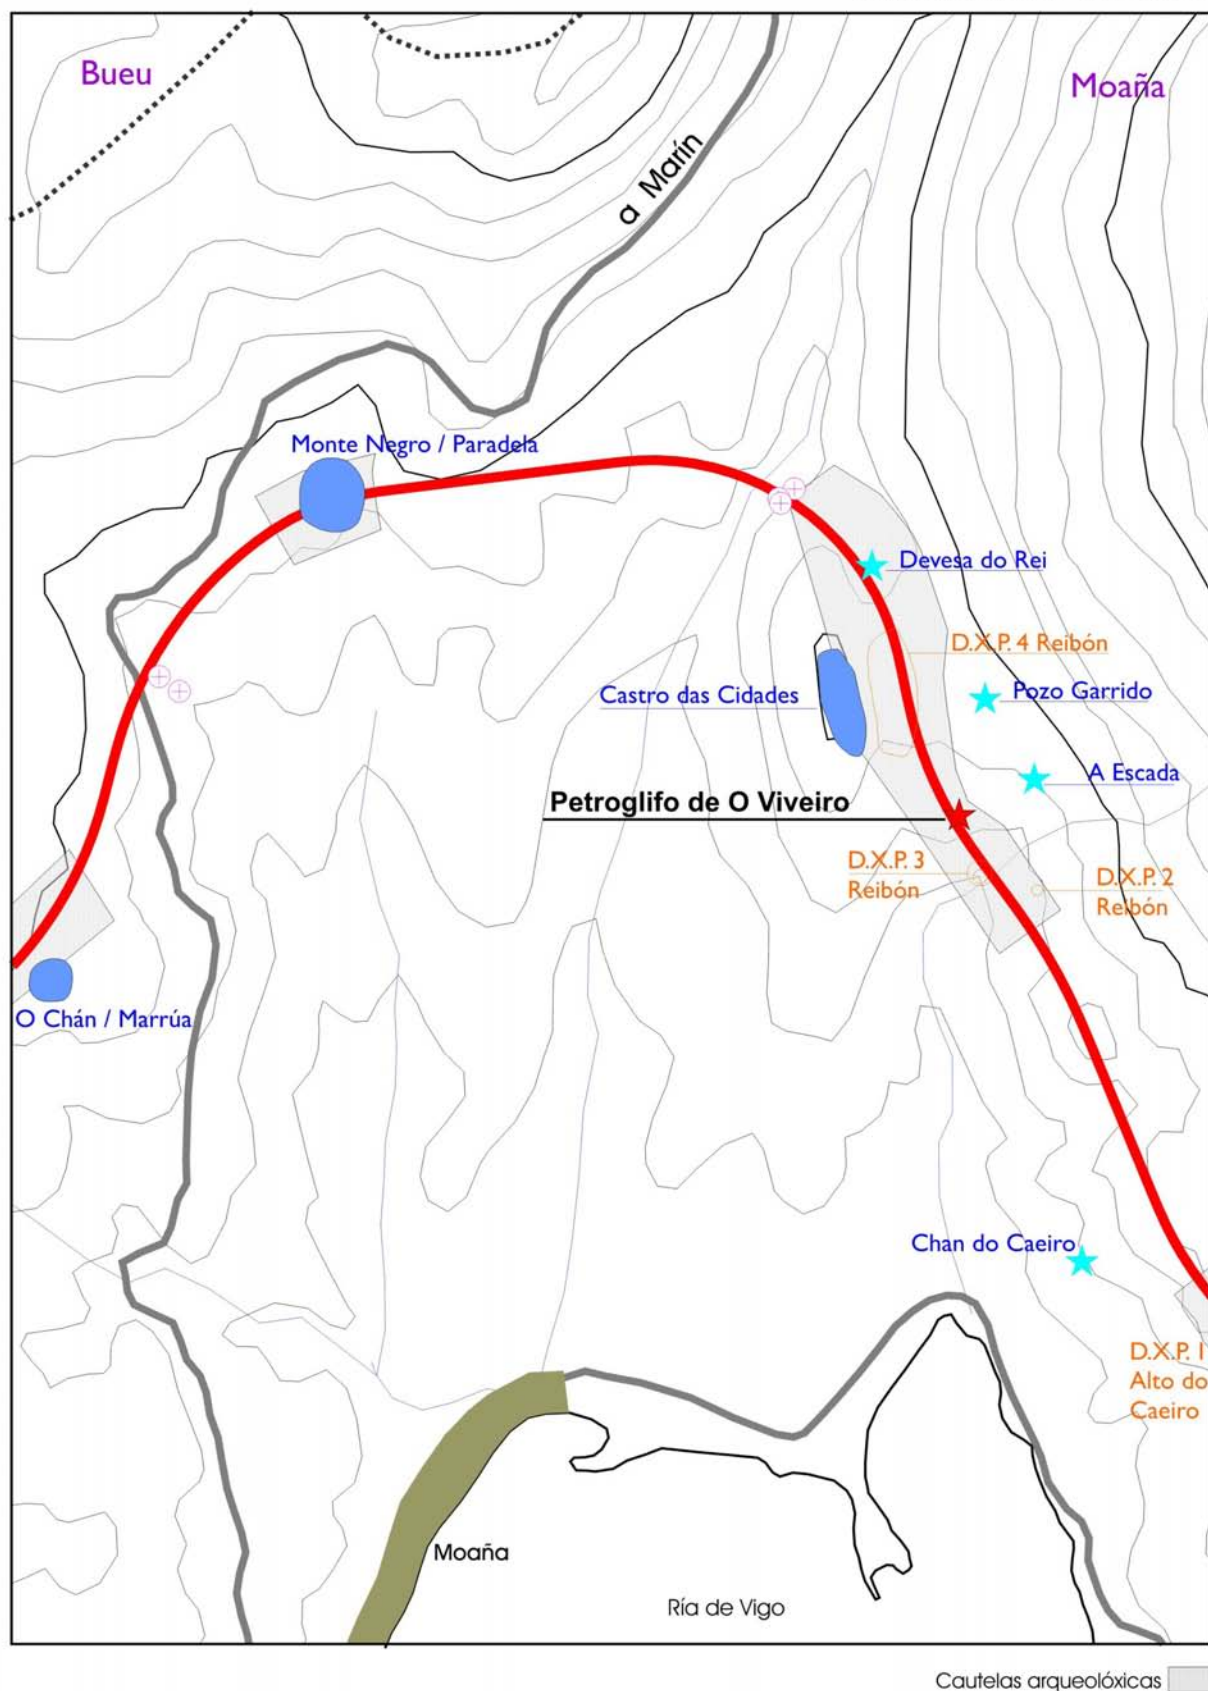 Bueu
Moaña
a Marín
Monte Negro / Paradela
Devesa do Rei
D.X.P. 4 Reibón
Castro das Cidades
Pozo Garrido
A Escada
Petroglifo de O Viveiro
D.X.P. 3
Reibón
D.X.P. 2
Reibón
O Chán / Marrúa
Chan do Caeiro
D.X.P. 1
Alto do
Caeiro
Moaña
Ría de Vigo
Cautelas arqueolóxicas